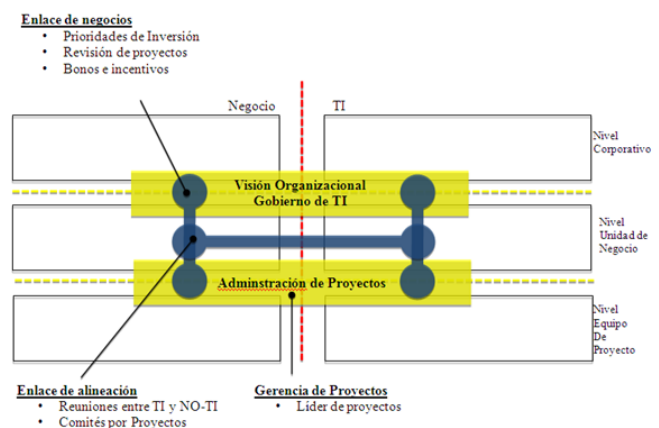 Enlace de negocios
• Prioridades de Inversión
• Revisión de proyectos
• Bonos e incentivos
Negocio
TI
Nivel
Corporativo
Visión Organizacional
Gobierno de TI
Nivel
Unidad de
Negocio
Adminstración de Proyectos
Nivel
Equipo
De
Proyecto
Enlace de alineación
• Reuniones entre TI y NO-TI
• Comités por Proyectos
Gerencia de Proyectos
• Líder de proyectos